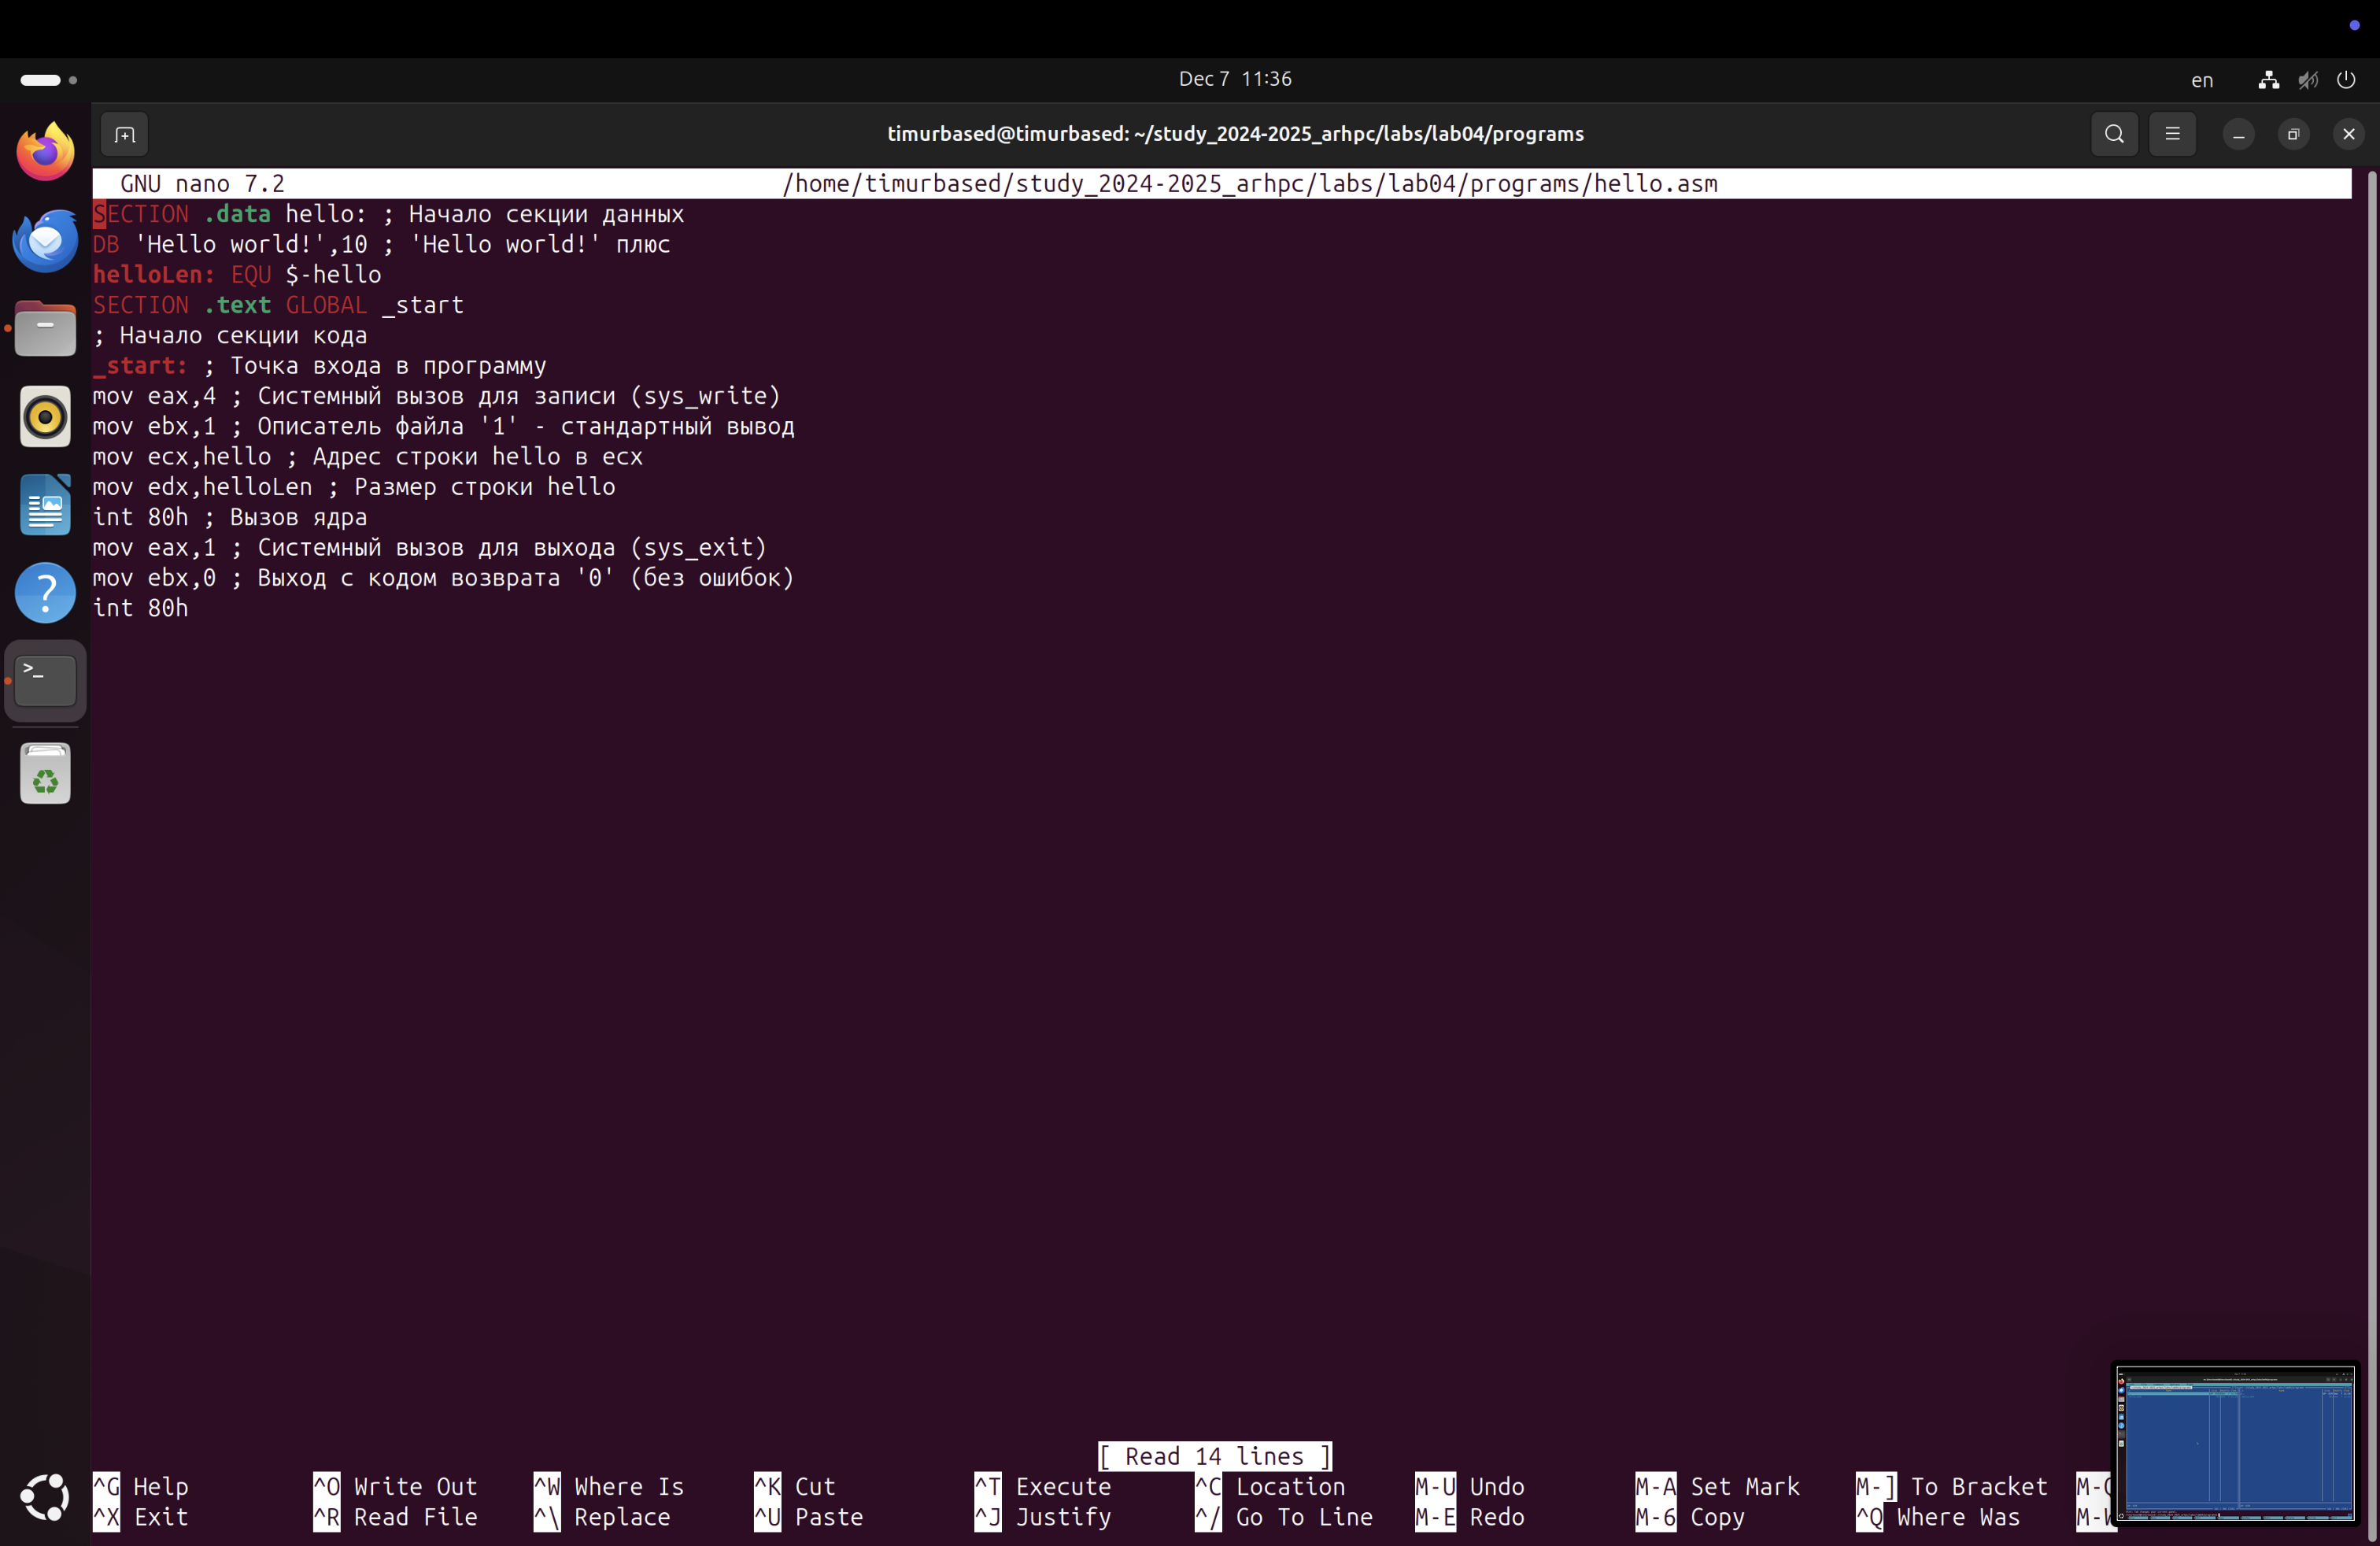 Dec 7 11:36
en
timurbased@timurbased: ~/study_2024-2025_arhpc/labs/lab04/programs
GNU nano 7.2 /home/timurbased/study_2024-2025_arhpc/labs/lab04/programs/hello.asm
SECTION .data hello: ; Начало секции данных
DB 'Hello world!',10 ; 'Hello world!' плюс
helloLen: EQU $-hello
SECTION .text GLOBAL _start
; Начало секции кода
_start: ; Точка входа в программу
mov eax,4 ; Системный вызов для записи (sys_write)
mov ebx,1 ; Описатель файла '1' - стандартный вывод
mov ecx,hello ; Адрес строки hello в ecx
mov edx,helloLen ; Размер строки hello
int 80h ; Вызов ядра
mov eax,1 ; Системный вызов для выхода (sys_exit)
mov ebx,0 ; Выход с кодом возврата '0' (без ошибок)
int 80h
[ Read 14 lines ]
^G Help ^O Write Out ^W Where Is ^K Cut ^T Execute ^C Location M-U Undo M-A Set Mark M-] To Bracket
^X Exit ^R Read File ^\ Replace ^U Paste ^J Justify ^/ Go To Line M-E Redo M-6 Copy ^Q Where Was